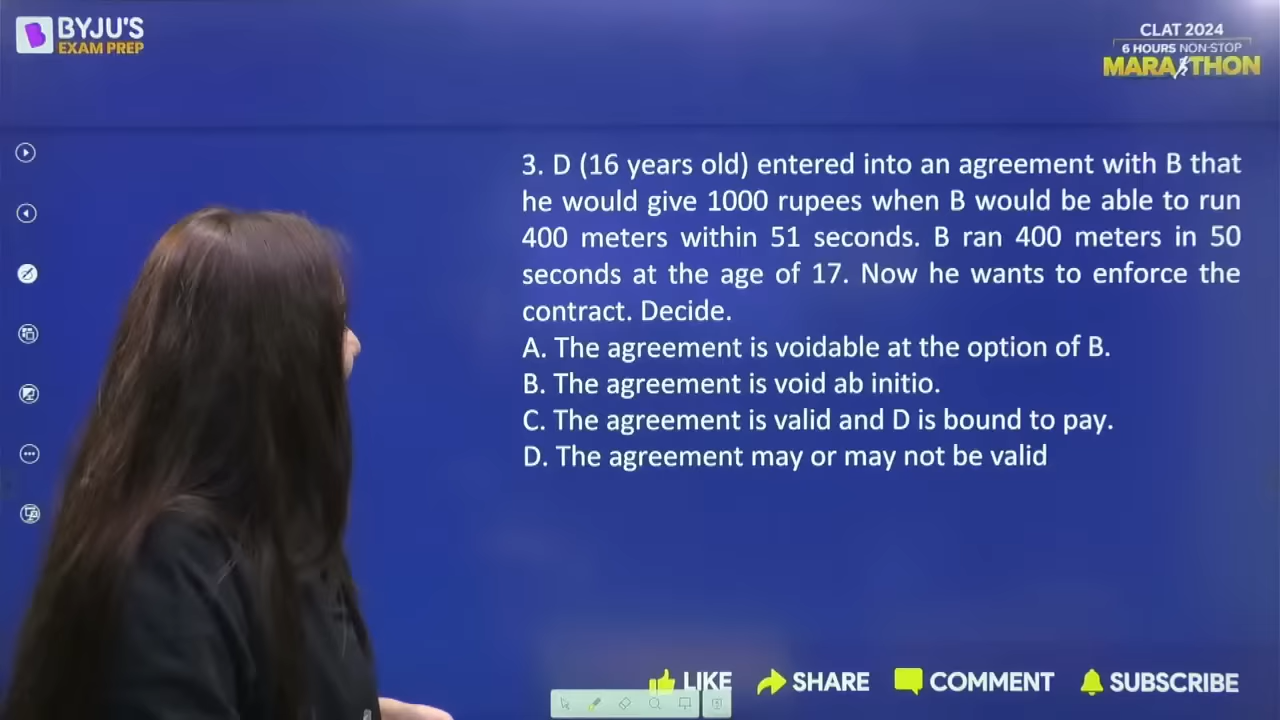 BYJU'S
EXAM PREP
CLAT 2024
6 HOURS NON-STOP
MARATHON
3. D (16 years old) entered into an agreement with B that
he would give 1000 rupees when B would be able to run
400 meters within 51 seconds. B ran 400 meters in 50
seconds at the age of 17. Now he wants to enforce the
contract. Decide.
A. The agreement is voidable at the option of B.
B. The agreement is void ab initio.
C. The agreement is valid and D is bound to pay.
D. The agreement may or may not be valid
LIKE
SHARE
COMMENT
SUBSCRIBE